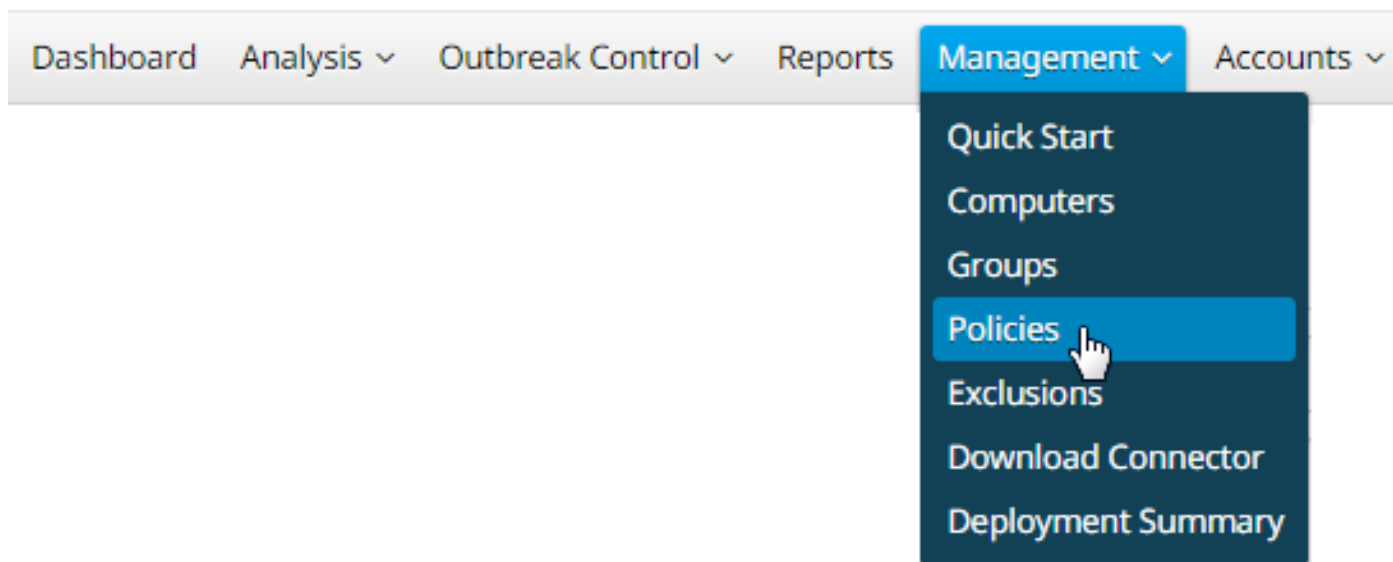 Dashboard Analysis Outbreak Control Reports Management Accounts
Quick Start
Computers
Groups
Policies
Exclusions
Download Connector
Deployment Summary